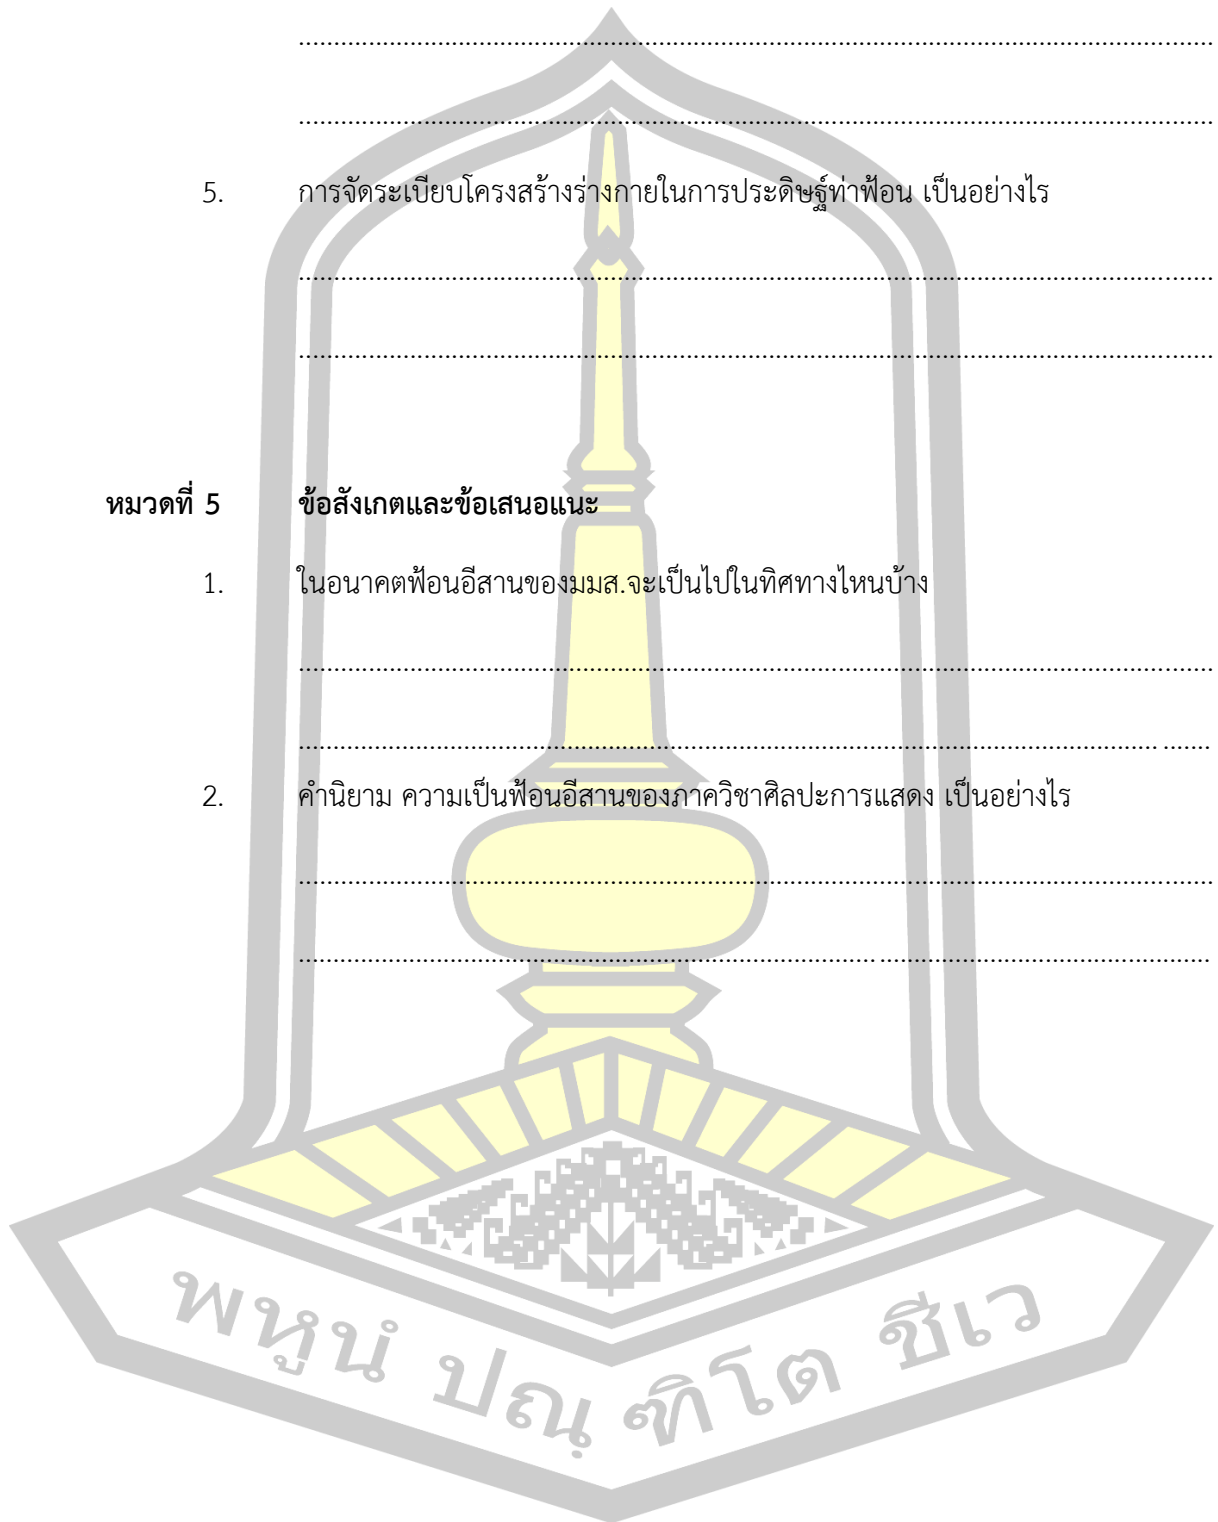 ........................................................................................................................
........................................................................................................................
5. การจัดระเบียบโครงสร้างร่างกายในการประดิษฐ์ท่าฟ้อน เป็นอย่างไร
........................................................................................................................
........................................................................................................................
หมวดที่ 5 ข้อสังเกตและข้อเสนอแนะ
1. ในอนาคตฟ้อนอีสานของมมส.จะเป็นไปในทิศทางไหนบ้าง
........................................................................................................................
................................................................................................................. .......
2. คำนิยาม ความเป็นฟ้อนอีสานของภาควิชาศิลปะการแสดง เป็นอย่างไร
........................................................................................................................
............................................................................ ............................................
พหูนํ ปณฺ ฑิโต ชีเว